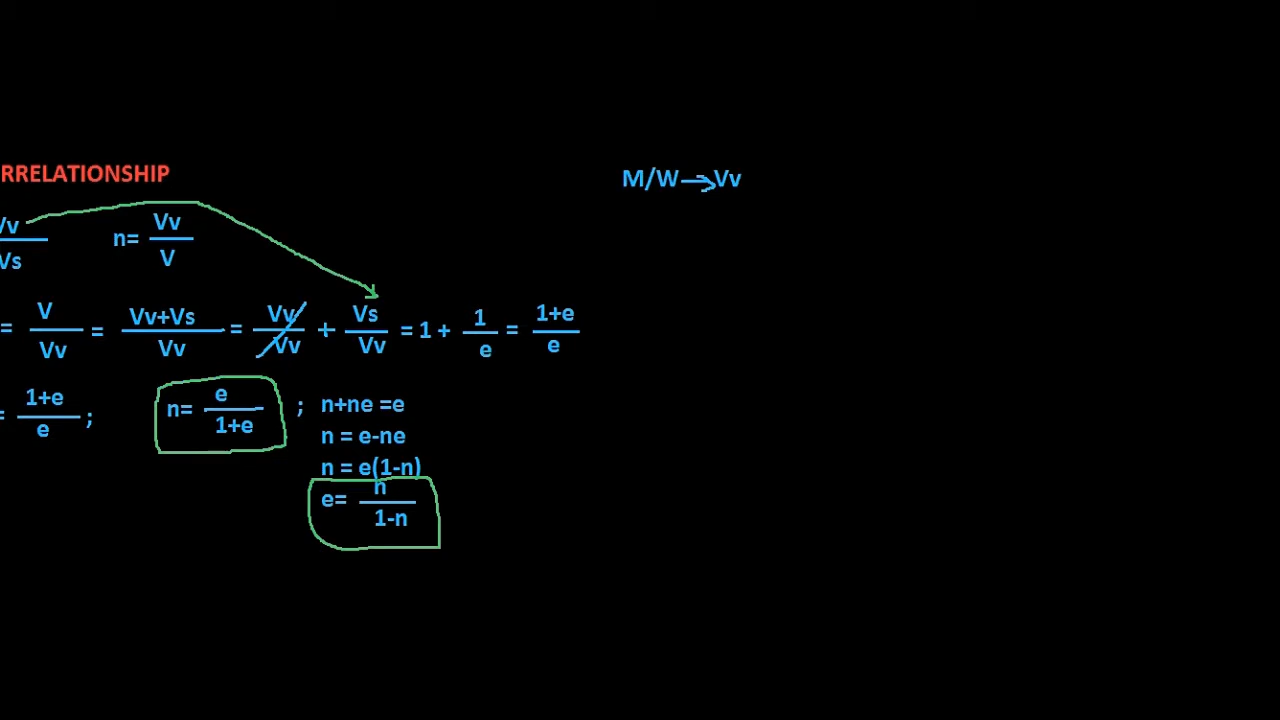 RRELATIONSHIP
M/W→Vv
Vv/Vs n= Vv/V
= V/Vv = Vv+Vs/Vv = Vv/Vv + Vs/Vv = 1 + 1/e = 1+e/e
= 1+e/e ; n= e/1+e ; n+ne =e
n = e-ne
n = e(1-n)
e= n/1-n